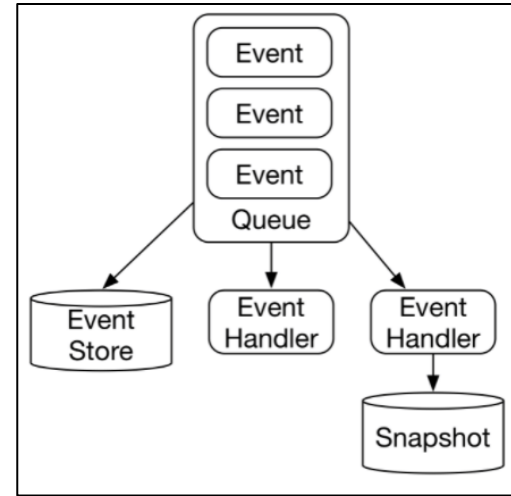 Event
Event
Event
Queue
Event
Store
Event
Handler
Event
Handler
Snapshot